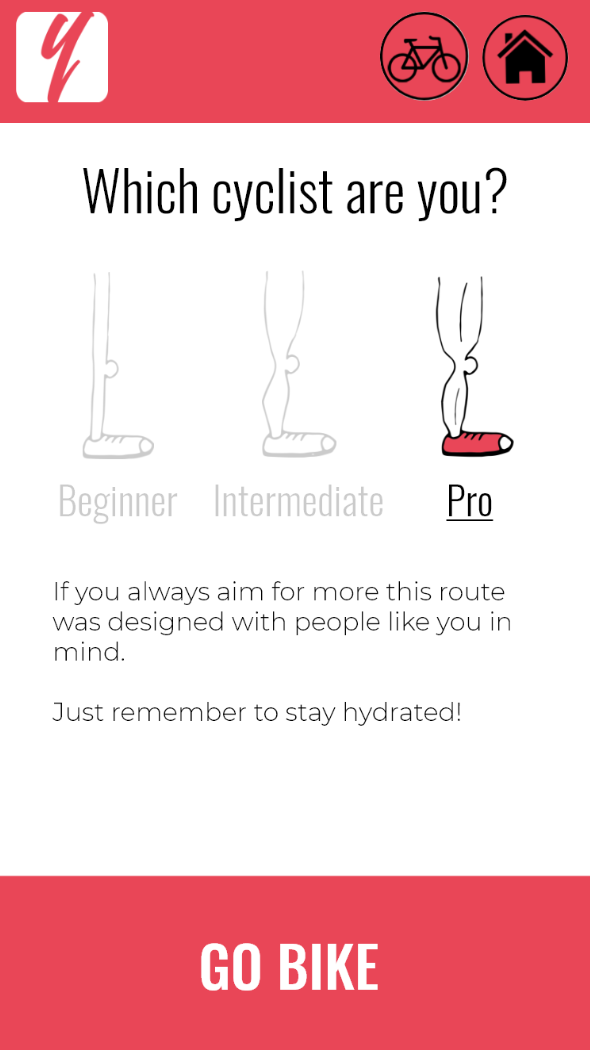 y
Which cyclist are you?
Beginner Intermediate Pro
If you always aim for more this route
was designed with people like you in
mind.
Just remember to stay hydrated!
GO BIKE